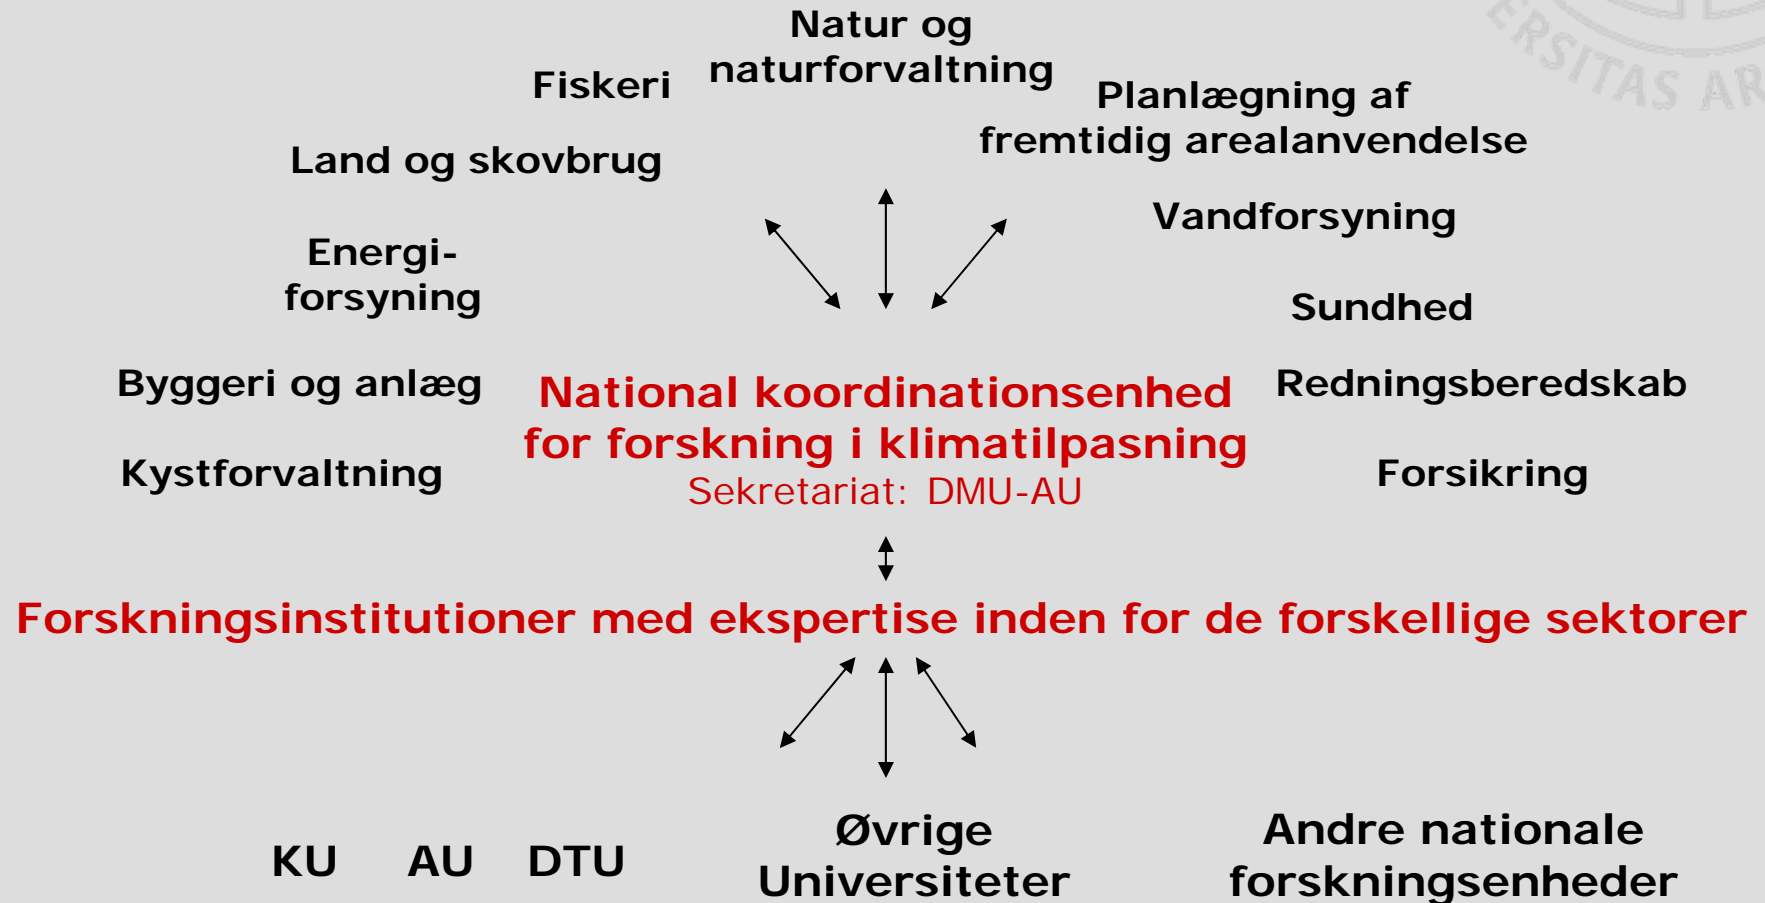 Natur og
naturforvaltning
Fiskeri
Planlægning af
fremtidig arealanvendelse
Land og skovbrug
Vandforsyning
Energi-
forsyning
Sundhed
Byggeri og anlæg
National koordinationsenhed
for forskning i klimatilpasning
Sekretariat: DMU-AU
Redningsberedskab
Kystforvaltning
Forsikring
Forskningsinstitutioner med ekspertise inden for de forskellige sektorer
KU AU DTU
Øvrige
Universiteter
Andre nationale
forskningsenheder